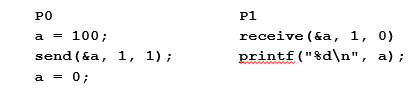 P0 P1
a = 100; receive(&a, 1, 0)
send(&a, 1, 1); printf("%d\n", a);
a = 0;